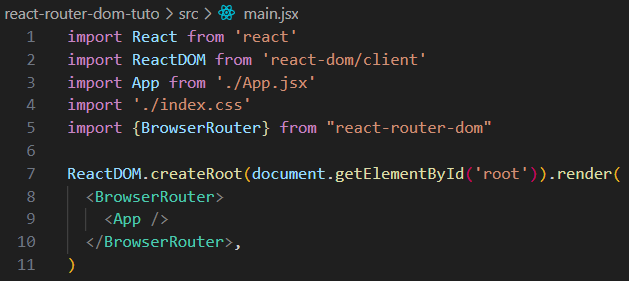 react-router-dom-tuto > src > main.jsx
1 import React from 'react'
2 import ReactDOM from 'react-dom/client'
3 import App from './App.jsx'
4 import './index.css'
5 import {BrowserRouter} from "react-router-dom"
6
7 ReactDOM.createRoot(document.getElementById('root')).render(
8   <BrowserRouter>
9     <App />
10   </BrowserRouter>,
11 )